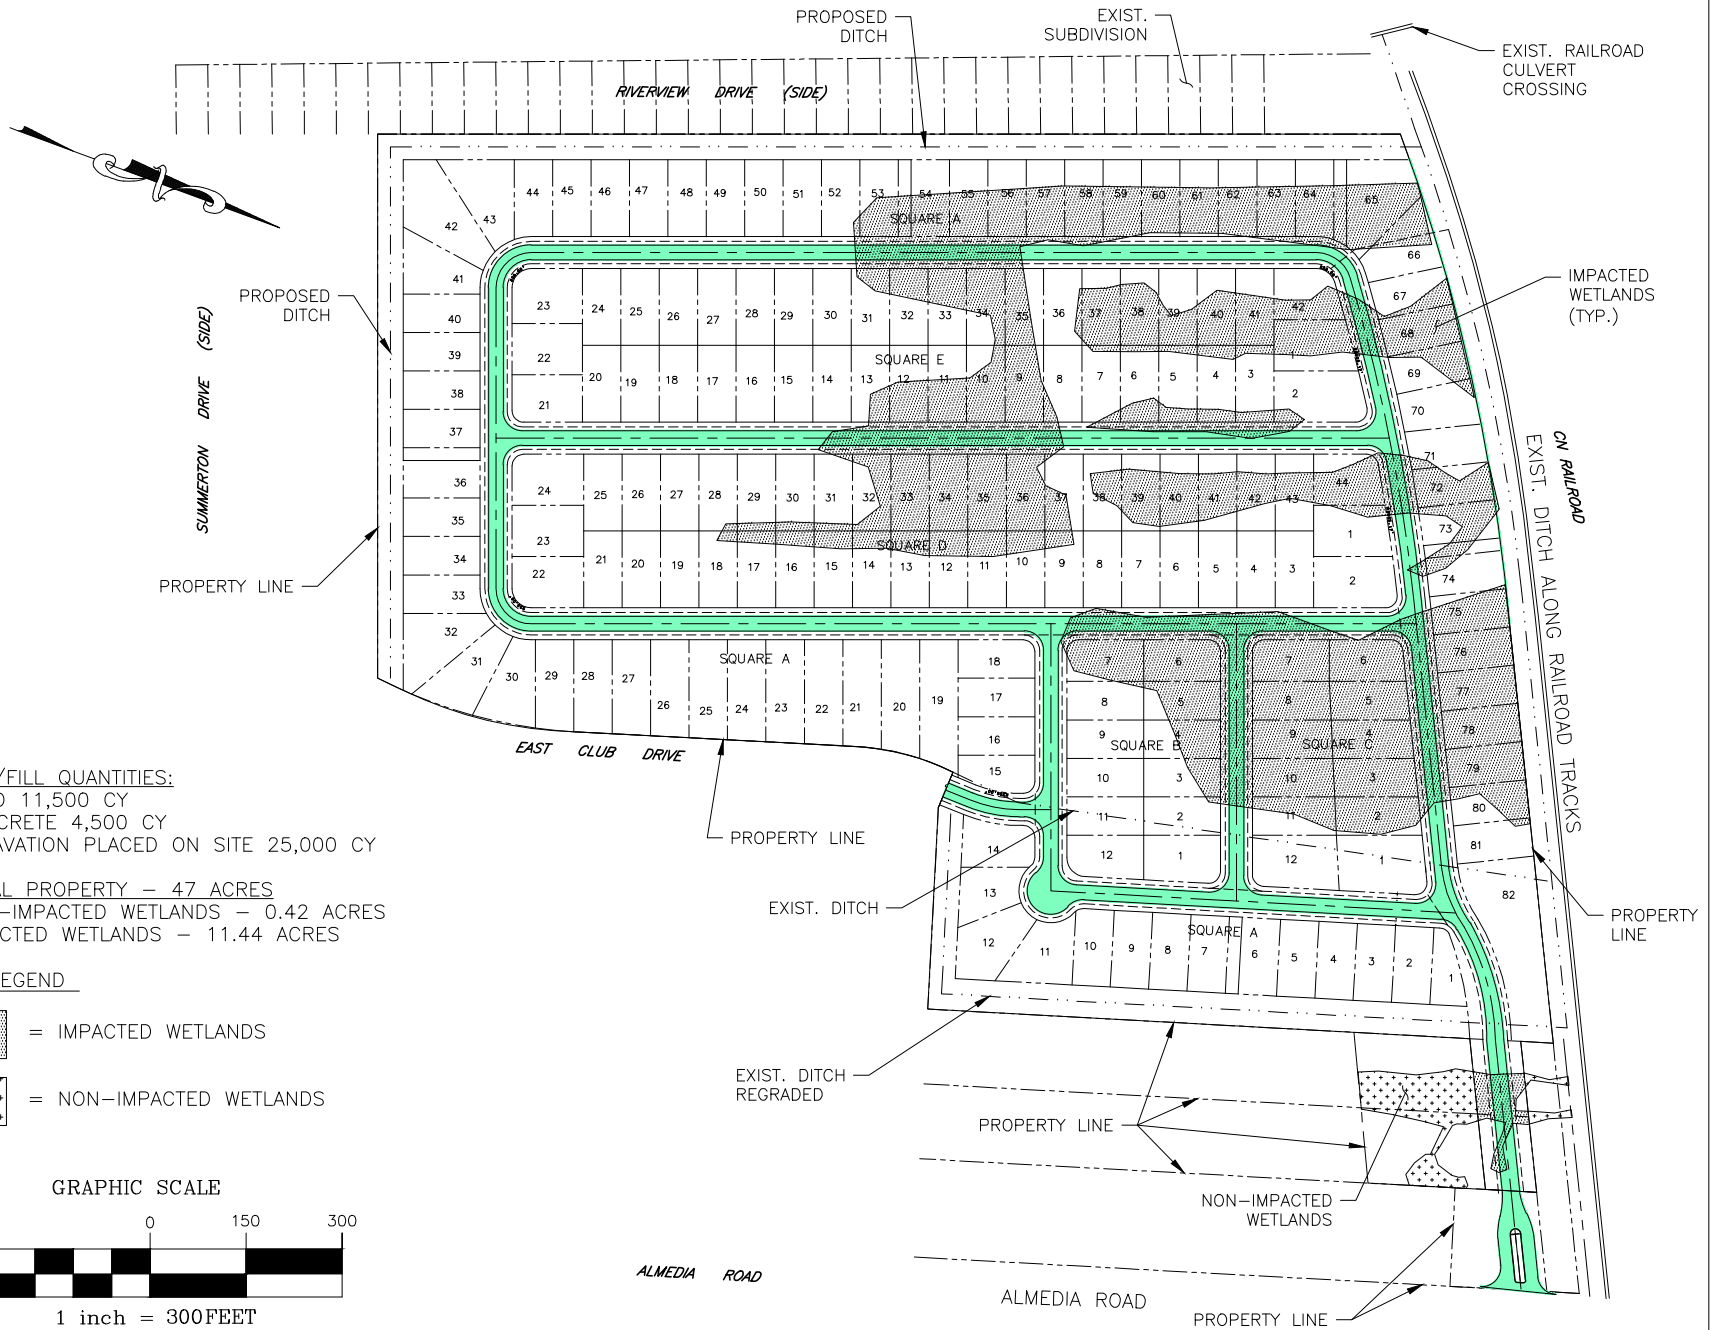 PROPOSED
DITCH
EXIST.
SUBDIVISION
EXIST. RAILROAD
CULVERT
CROSSING
RIVERVIEW DRIVE (SIDE)
44 45 46 47 48 49 50 51 52 53 54 55 56 57 58 59 60 61 62 63 64 65
42 43
SQUARE A
41
40
39
38
37
36
35
34
33
32
31
30 29 28 27 26 25 24 23 22 21 20 19
66
67
68
69
70
71
72
73
74
75
76
77
78
79
80
81
82
IMPACTED
WETLANDS
(TYP.)
PROPOSED
DITCH
SUMMERTON DRIVE (SIDE)
23 24 25 26 27 28 29 30 31 32 33 34 35 36 37 38 39 40 41 42
22
SQUARE E
21 20 19 18 17 16 15 14 13 12 11 10 9 8 7 6 5 4 3 2
1
24 25 26 27 28 29 30 31 32 33 34 35 36 37 38 39 40 41 42 43 44
23
SQUARE D
22 21 20 19 18 17 16 15 14 13 12 11 10 9 8 7 6 5 4 3 2
1
CN RAILROAD
EXIST. DITCH ALONG RAILROAD TRACKS
PROPERTY LINE
SQUARE A
18
17
16
15
14
13
12 11 10 9 8 7 6 5 4 3 2 1
7 6
8 5
9 4
SQUARE B
10 3
11 2
12 1
7 6
8 5
9 4
SQUARE C
10 3
11 2
12 1
SQUARE A
EAST CLUB DRIVE
PROPERTY LINE
EXIST. DITCH
PROPERTY
LINE
/FILL QUANTITIES:
11,500 CY
CRETE 4,500 CY
AVATION PLACED ON SITE 25,000 CY
L PROPERTY – 47 ACRES
–IMPACTED WETLANDS – 0.42 ACRES
CTED WETLANDS – 11.44 ACRES
EGEND
= IMPACTED WETLANDS
= NON–IMPACTED WETLANDS
EXIST. DITCH
REGRADED
PROPERTY LINE
NON–IMPACTED
WETLANDS
GRAPHIC SCALE
0 150 300
1 inch = 300FEET
ALMEDIA ROAD
ALMEDIA ROAD
PROPERTY LINE